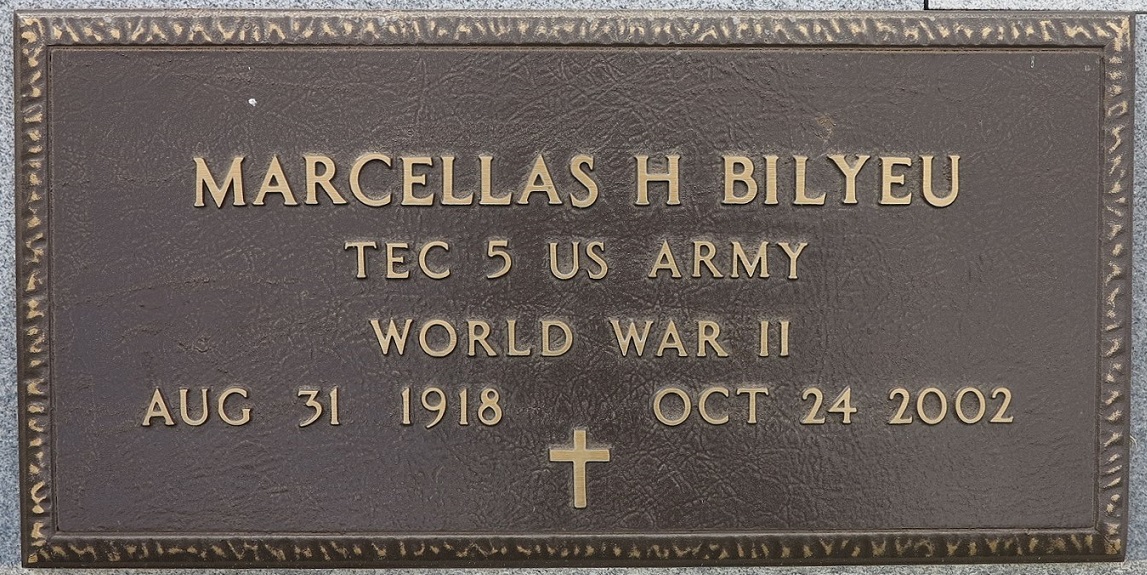 MARCELLAS H BILYEU
TEC 5 US ARMY
WORLD WAR II
AUG 31 1918 OCT 24 2002